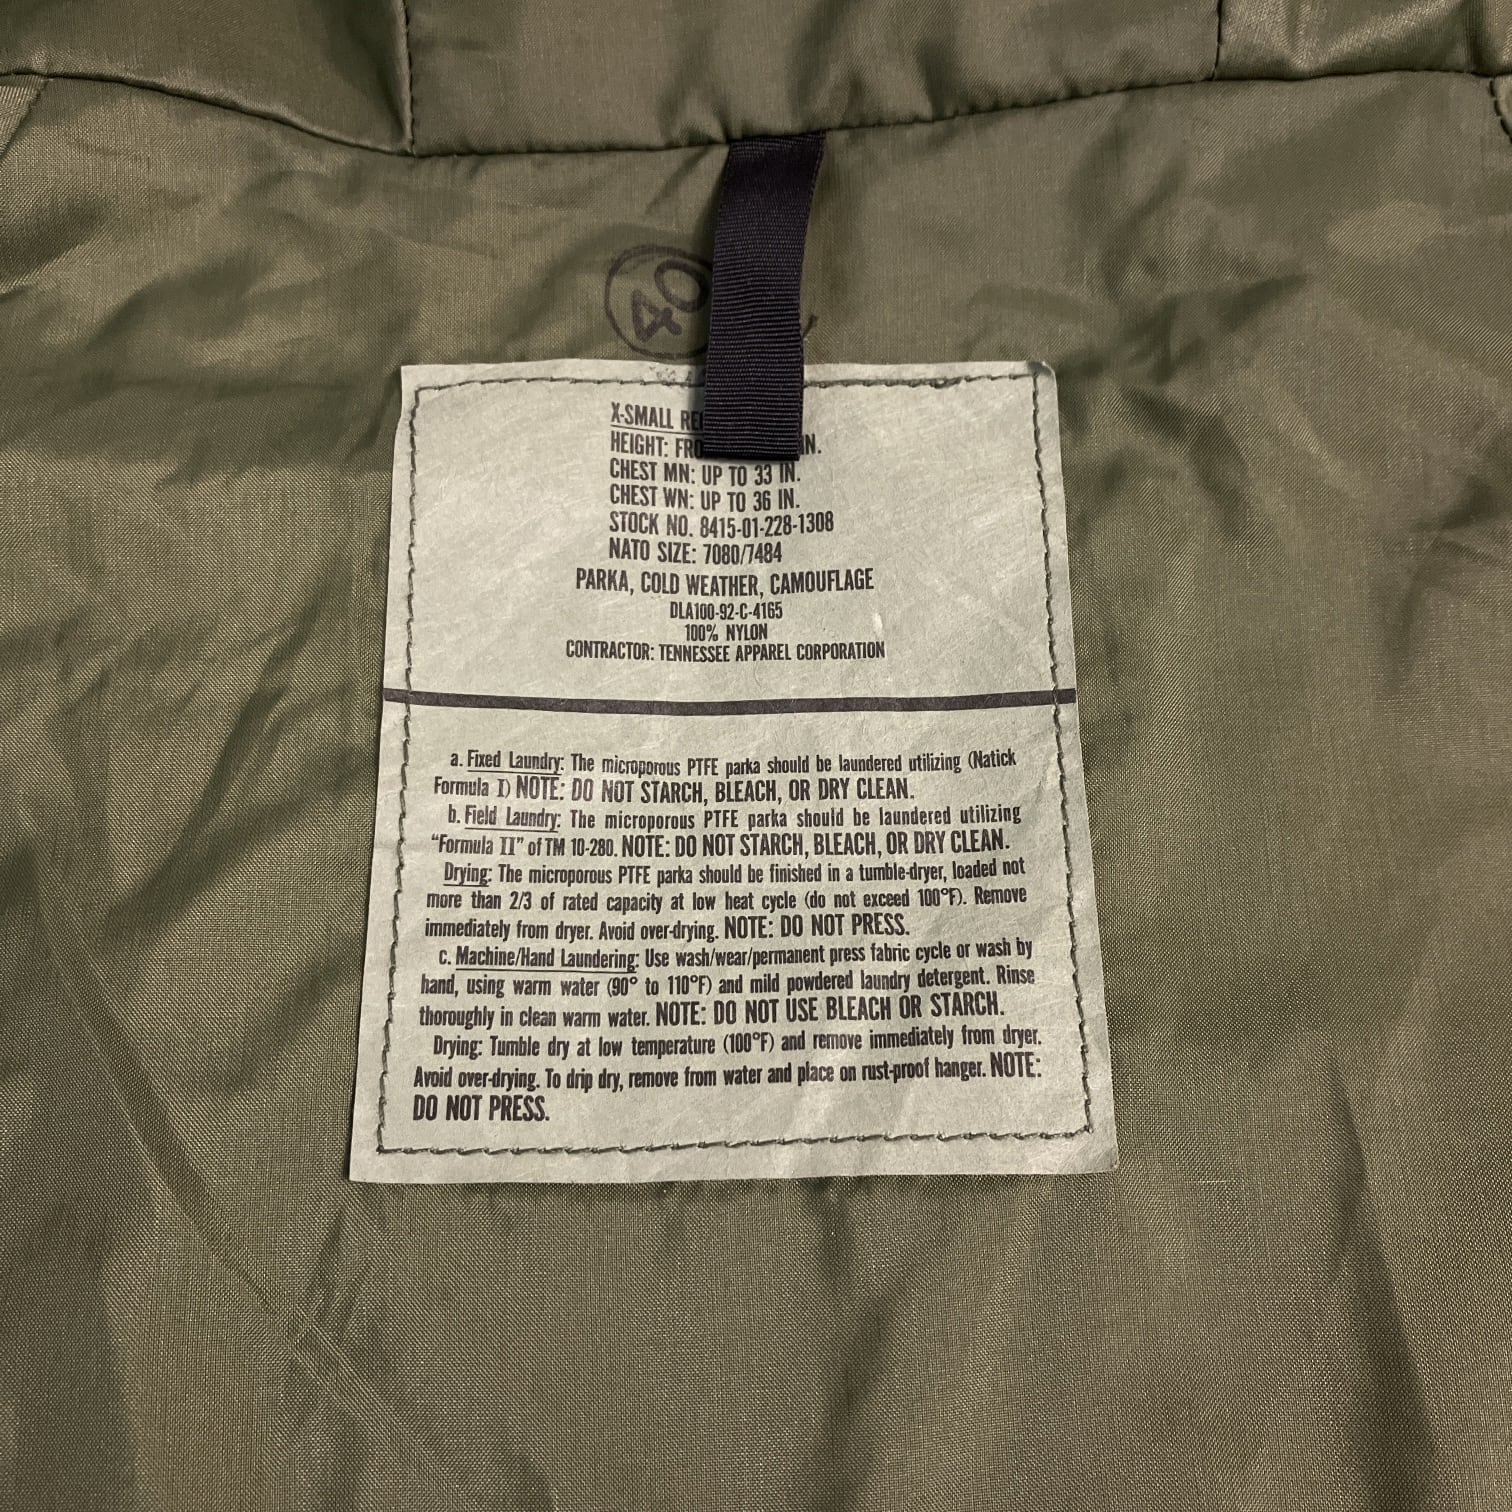 40
X-SMALL
HEIGHT:
CHEST MN: UP TO 33 IN.
CHEST WN: UP TO 36 IN.
STOCK NO. 8415-01-228-1308
NATO SIZE: 7080/7484
PARKA, COLD WEATHER, CAMOUFLAGE
DLA100-92-C-4165
100% NYLON
CONTRACTOR: TENNESSEE APPAREL CORPORATION
a. Fixed Laundry: The microporous PTFE parka should be laundered utilizing (Natick
Formula I) NOTE: DO NOT STARCH, BLEACH, OR DRY CLEAN.
b. Field Laundry: The microporous PTFE parka should be laundered utilizing
"Formula II" of TM 10-280. NOTE: DO NOT STARCH, BLEACH, OR DRY CLEAN.
Drying: The microporous PTFE parka should be finished in a tumble-dryer, loaded not
more than 2/3 of rated capacity at low heat cycle (do not exceed 100°F). Remove
immediately from dryer. Avoid over-drying. NOTE: DO NOT PRESS.
c. Machine/Hand Laundering: Use wash/wear/permanent press fabric cycle or wash by
hand, using warm water (90° to 110°F) and mild powdered laundry detergent. Rinse
thoroughly in clean warm water. NOTE: DO NOT USE BLEACH OR STARCH.
Drying: Tumble dry at low temperature (100°F) and remove immediately from dryer.
Avoid over-drying. To drip dry, remove from water and place on rust-proof hanger. NOTE:
DO NOT PRESS.